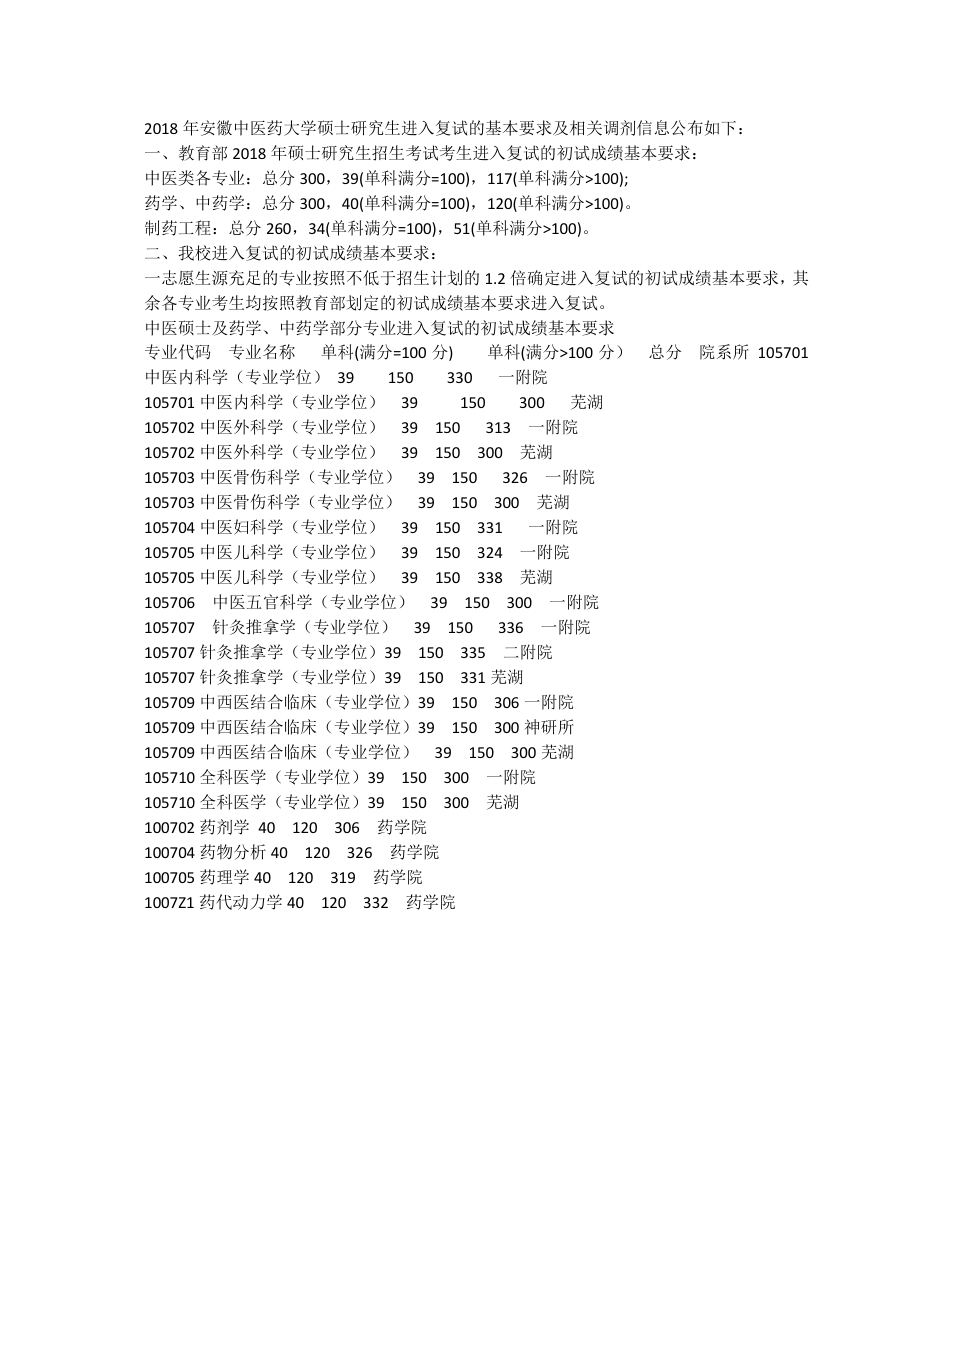 2018 年安徽中医药大学硕士研究生进入复试的基本要求及相关调剂信息公布如下：
一、教育部 2018 年硕士研究生招生考试考生进入复试的初试成绩基本要求：
中医类各专业：总分 300，39(单科满分=100)，117(单科满分>100);
药学、中药学：总分 300，40(单科满分=100)，120(单科满分>100)。
制药工程：总分 260，34(单科满分=100)，51(单科满分>100)。
二、我校进入复试的初试成绩基本要求：
一志愿生源充足的专业按照不低于招生计划的 1.2 倍确定进入复试的初试成绩基本要求，其
余各专业考生均按照教育部划定的初试成绩基本要求进入复试。
中医硕士及药学、中药学部分专业进入复试的初试成绩基本要求
专业代码 专业名称 单科(满分=100 分) 单科(满分>100 分） 总分 院系所 105701
中医内科学（专业学位） 39 150 330 一附院
105701 中医内科学（专业学位） 39 150 300 芜湖
105702 中医外科学（专业学位） 39 150 313 一附院
105702 中医外科学（专业学位） 39 150 300 芜湖
105703 中医骨伤科学（专业学位） 39 150 326 一附院
105703 中医骨伤科学（专业学位） 39 150 300 芜湖
105704 中医妇科学（专业学位） 39 150 331 一附院
105705 中医儿科学（专业学位） 39 150 324 一附院
105705 中医儿科学（专业学位） 39 150 338 芜湖
105706 中医五官科学（专业学位） 39 150 300 一附院
105707 针灸推拿学（专业学位） 39 150 336 一附院
105707 针灸推拿学（专业学位）39 150 335 二附院
105707 针灸推拿学（专业学位）39 150 331 芜湖
105709 中西医结合临床（专业学位）39 150 306 一附院
105709 中西医结合临床（专业学位）39 150 300 神研所
105709 中西医结合临床（专业学位） 39 150 300 芜湖
105710 全科医学（专业学位）39 150 300 一附院
105710 全科医学（专业学位）39 150 300 芜湖
100702 药剂学 40 120 306 药学院
100704 药物分析 40 120 326 药学院
100705 药理学 40 120 319 药学院
1007Z1 药代动力学 40 120 332 药学院